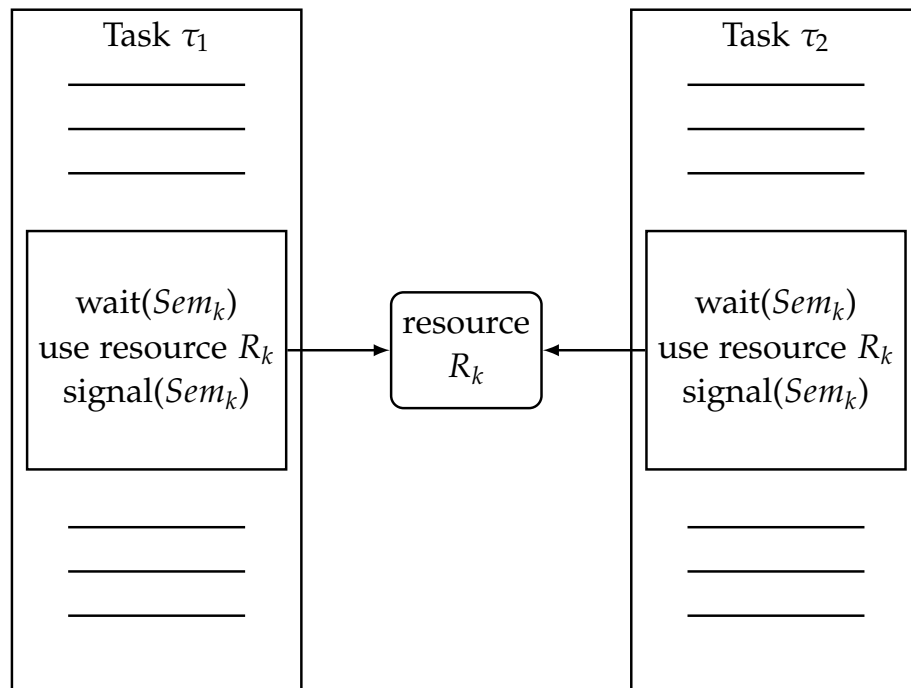 Task τ₁
wait(Semₖ)
use resource Rₖ
signal(Semₖ)
resource
Rₖ
Task τ₂
wait(Semₖ)
use resource Rₖ
signal(Semₖ)